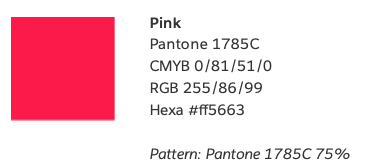 Pink
Pantone 1785C
CMYB 0/81/51/0
RGB 255/86/99
Hexa #ff5663
Pattern: Pantone 1785C 75%